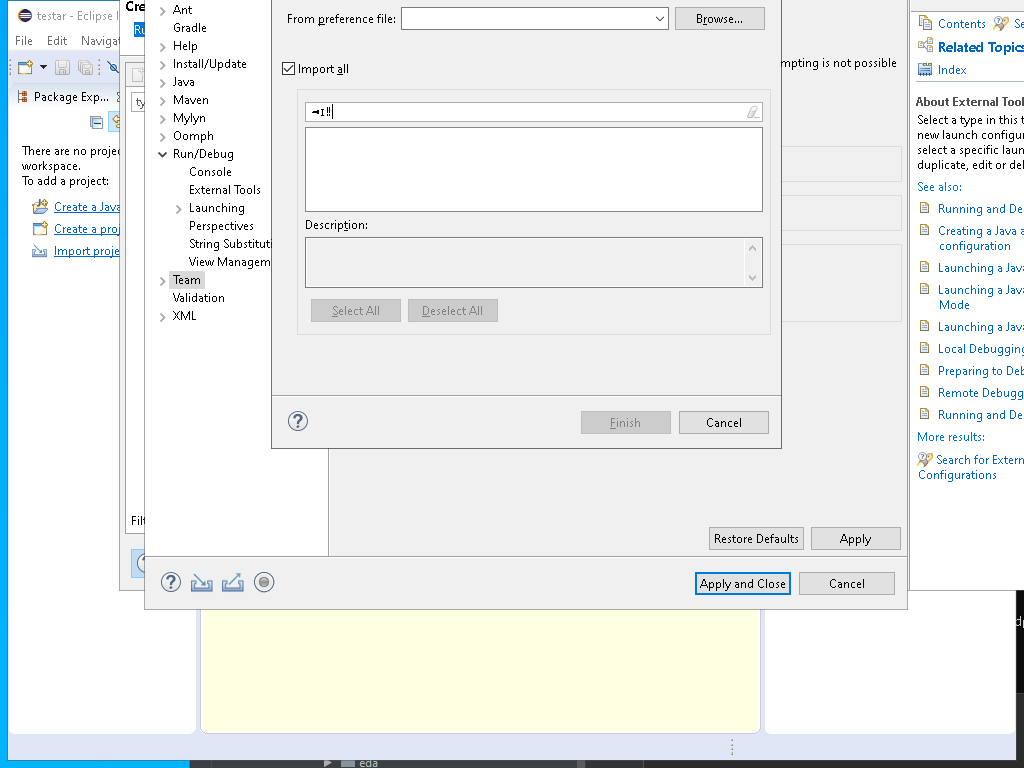 testar - Eclipse I
File Edit Navigat
Package Exp...
There are no proje
workspace.
To add a project:
Create a Java
Create a proj
Import proje
Cre
Ru
ty
Filt
Ant
Gradle
Help
Install/Update
Java
Maven
Mylyn
Oomph
Run/Debug
Console
External Tools
Launching
Perspectives
String Substituti
View Managem
Team
Validation
XML
From preference file:
Browse...
Import all
Description:
Select All
Deselect All
Finish
Cancel
mpting is not possible
Restore Defaults
Apply
Apply and Close
Cancel
Contents
Se
Related Topics
Index
About External Tool
Select a type in this t
new launch configur
select a specific laun
duplicate, edit or del
See also:
Running and De
Creating a Java a
configuration
Launching a Java
Launching a Java
Mode
Launching a Java
Local Debugging
Preparing to Deb
Remote Debugg
Running and De
More results:
Search for Extern
Configurations
eda